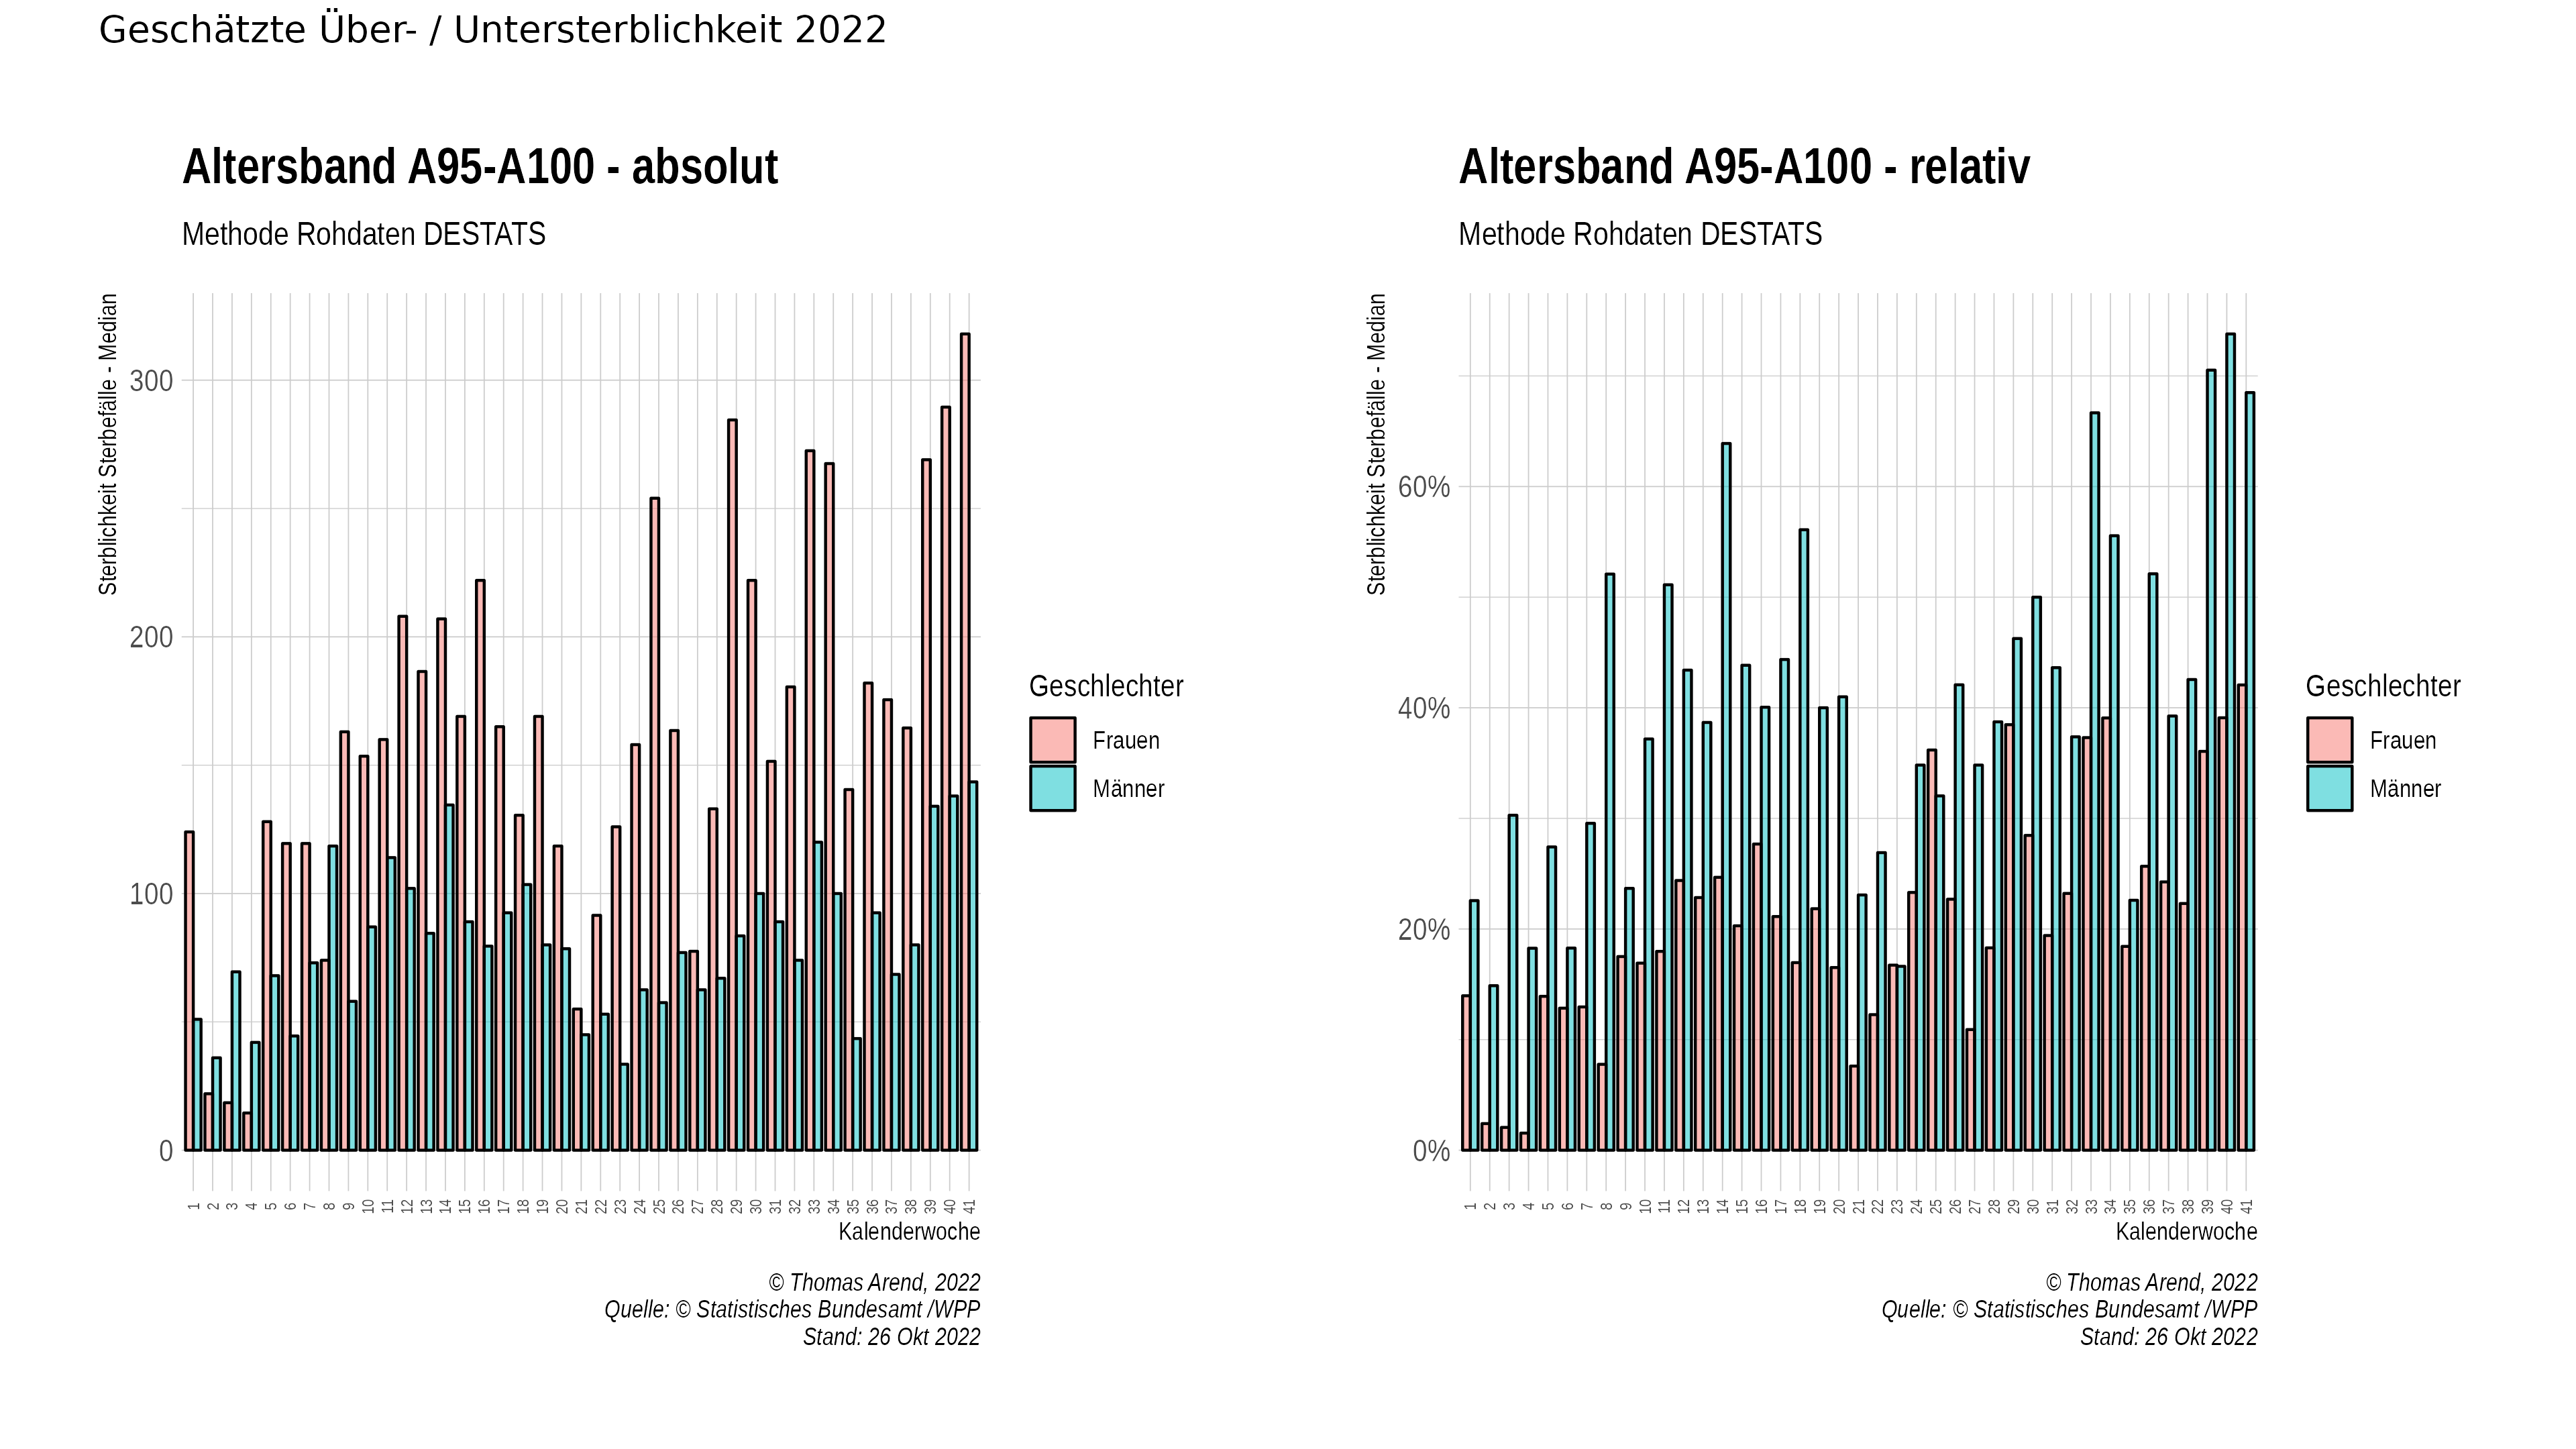 Geschätzte Über- / Untersterblichkeit 2022
Altersband A95-A100 - absolut
Methode Rohdaten DESTATS
Sterblichkeit Sterbefälle - Median
300
200
100
0
1 2 3 4 5 6 7 8 9 10 11 12 13 14 15 16 17 18 19 20 21 22 23 24 25 26 27 28 29 30 31 32 33 34 35 36 37 38 39 40 41
Kalenderwoche
Geschlechter
Frauen
Männer
© Thomas Arend, 2022
Quelle: © Statistisches Bundesamt /WPP
Stand: 26 Okt 2022
Altersband A95-A100 - relativ
Methode Rohdaten DESTATS
Sterblichkeit Sterbefälle - Median
60%
40%
20%
0%
1 2 3 4 5 6 7 8 9 10 11 12 13 14 15 16 17 18 19 20 21 22 23 24 25 26 27 28 29 30 31 32 33 34 35 36 37 38 39 40 41
Kalenderwoche
Geschlechter
Frauen
Männer
© Thomas Arend, 2022
Quelle: © Statistisches Bundesamt /WPP
Stand: 26 Okt 2022